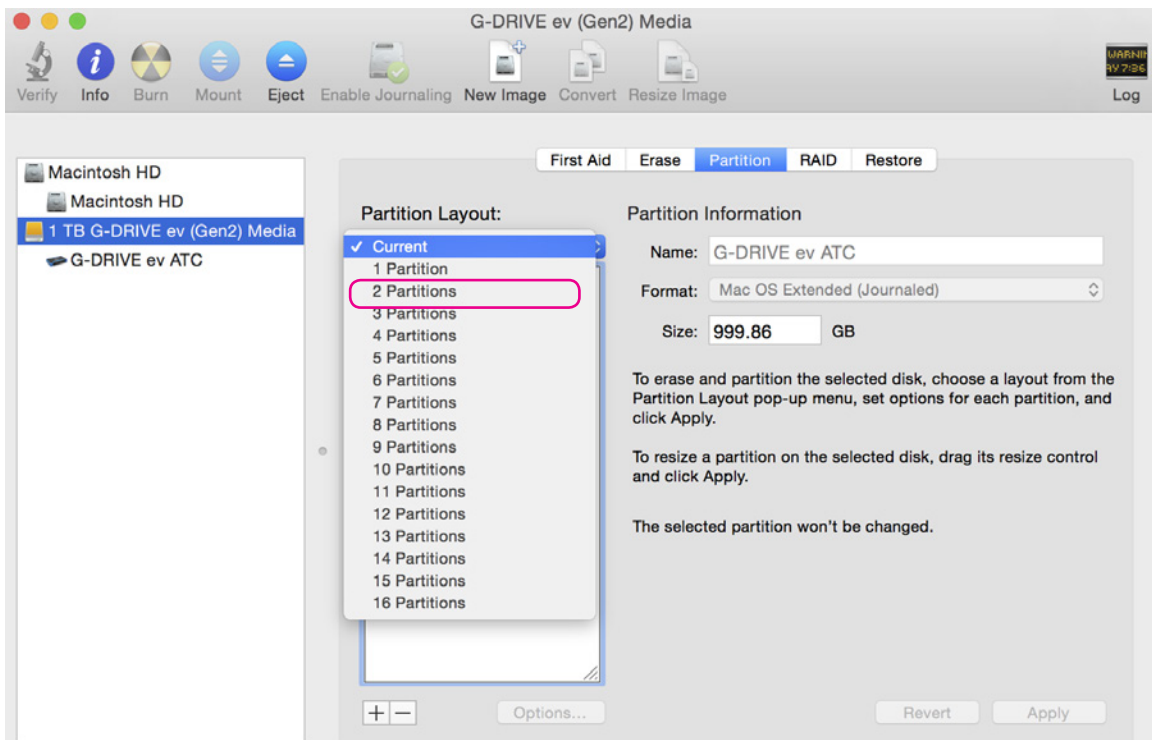 G-DRIVE ev (Gen2) Media
WARNIN
AY 7:36
Verify Info Burn Mount Eject Enable Journaling New Image Convert Resize Image Log
First Aid Erase Partition RAID Restore
Macintosh HD
Macintosh HD
1 TB G-DRIVE ev (Gen2) Media
G-DRIVE ev ATC
Partition Layout:
✓ Current
1 Partition
2 Partitions
3 Partitions
4 Partitions
5 Partitions
6 Partitions
7 Partitions
8 Partitions
9 Partitions
10 Partitions
11 Partitions
12 Partitions
13 Partitions
14 Partitions
15 Partitions
16 Partitions
Options...
Partition Information
Name: G-DRIVE ev ATC
Format: Mac OS Extended (Journaled)
Size: 999.86 GB
To erase and partition the selected disk, choose a layout from the
Partition Layout pop-up menu, set options for each partition, and
click Apply.
To resize a partition on the selected disk, drag its resize control
and click Apply.
The selected partition won't be changed.
Revert Apply